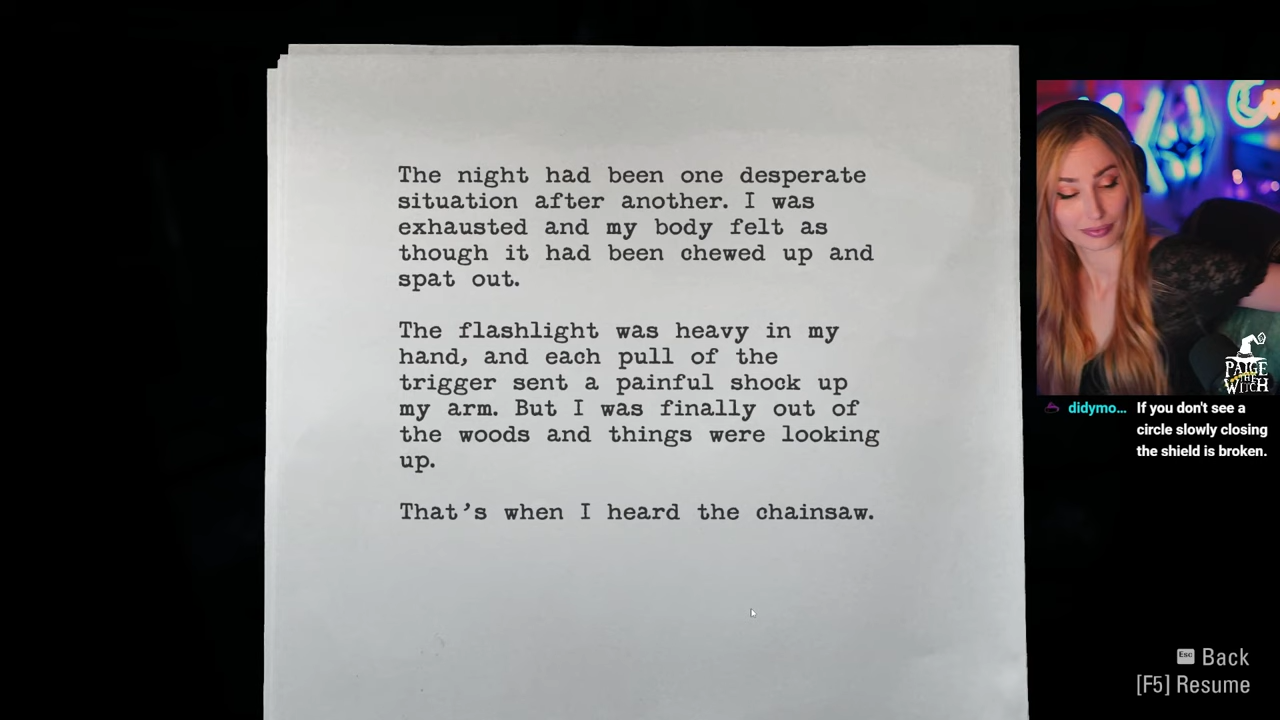 The night had been one desperate
situation after another. I was
exhausted and my body felt as
though it had been chewed up and
spat out.
The flashlight was heavy in my
hand, and each pull of the
trigger sent a painful shock up
my arm. But I was finally out of
the woods and things were looking
up.
That's when I heard the chainsaw.
PAIGE
THE
WITCH
didymo... If you don't see a
circle slowly closing
the shield is broken.
Esc Back
[F5] Resume